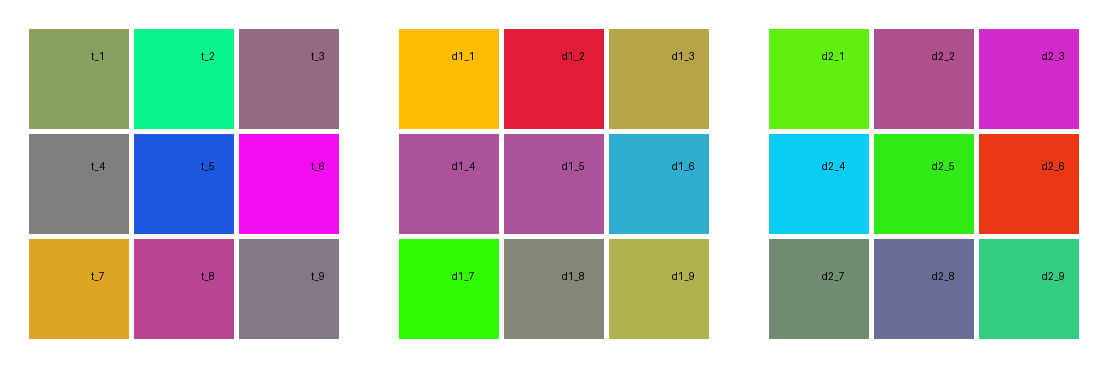 t_1 t_2 t_3 d1_1 d1_2 d1_3 d2_1 d2_2 d2_3
t_4 t_5 t_6 d1_4 d1_5 d1_6 d2_4 d2_5 d2_6
t_7 t_8 t_9 d1_7 d1_8 d1_9 d2_7 d2_8 d2_9